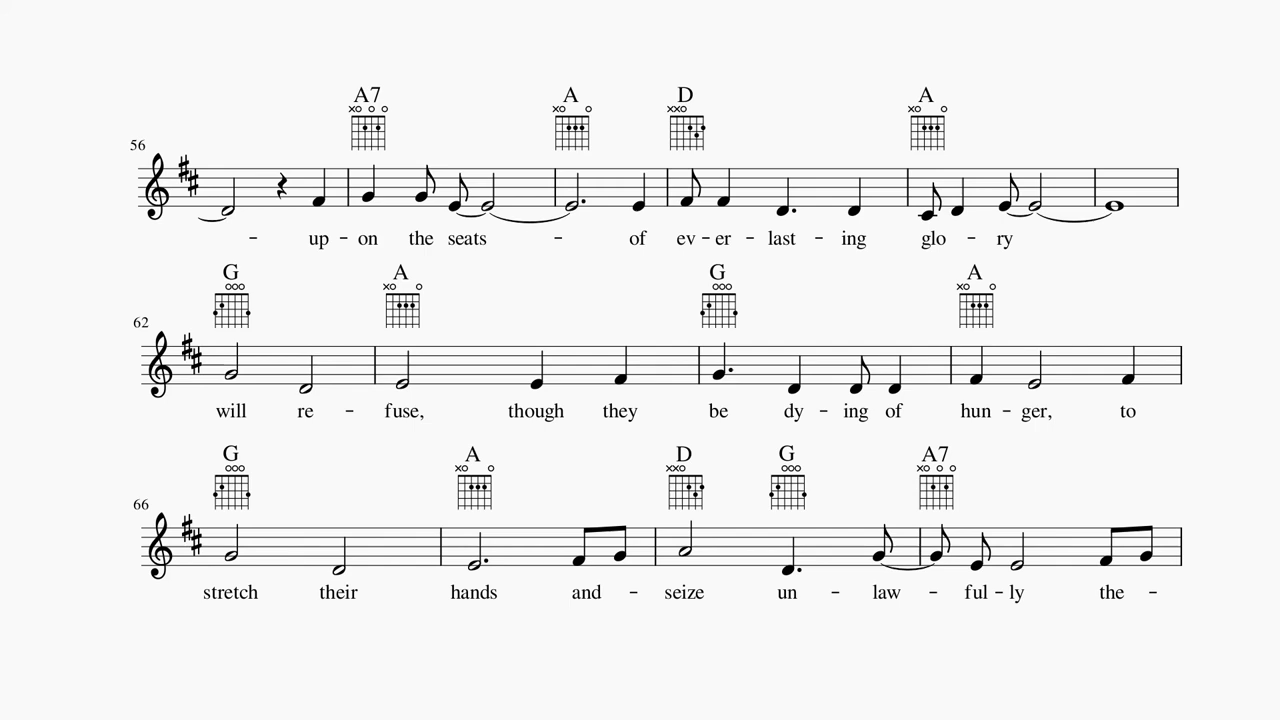 A7 A D A
56
- up - on the seats - of ev - er - last - ing glo - ry
G A G A
62
will re - fuse, though they be dy - ing of hun - ger, to
G A D G A7
66
stretch their hands and - seize un - law - ful - ly the -